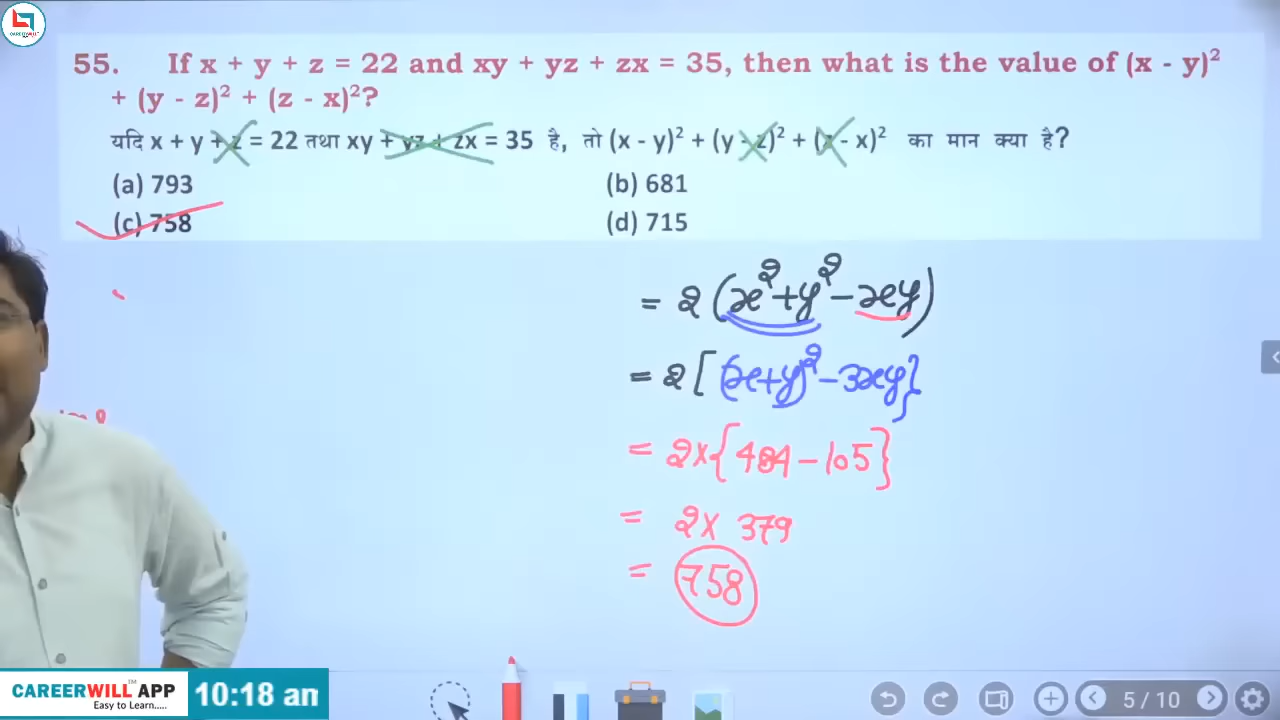 CAREERWILL
55. If x + y + z = 22 and xy + yz + zx = 35, then what is the value of (x - y)²
+ (y - z)² + (z - x)²?
यदि x + y + z = 22 तथा xy + yz + zx = 35 है, तो (x - y)² + (y - z)² + (z - x)² का मान क्या है?
(a) 793 (b) 681
(c) 758 (d) 715
= 2 (x² + y² - xy)
= 2 [(x+y)² - 3xy}
= 2x{484 - 105}
= 2x 379
= 758
CAREERWILL APP
Easy to Learn.....
10:18 am
5 / 10